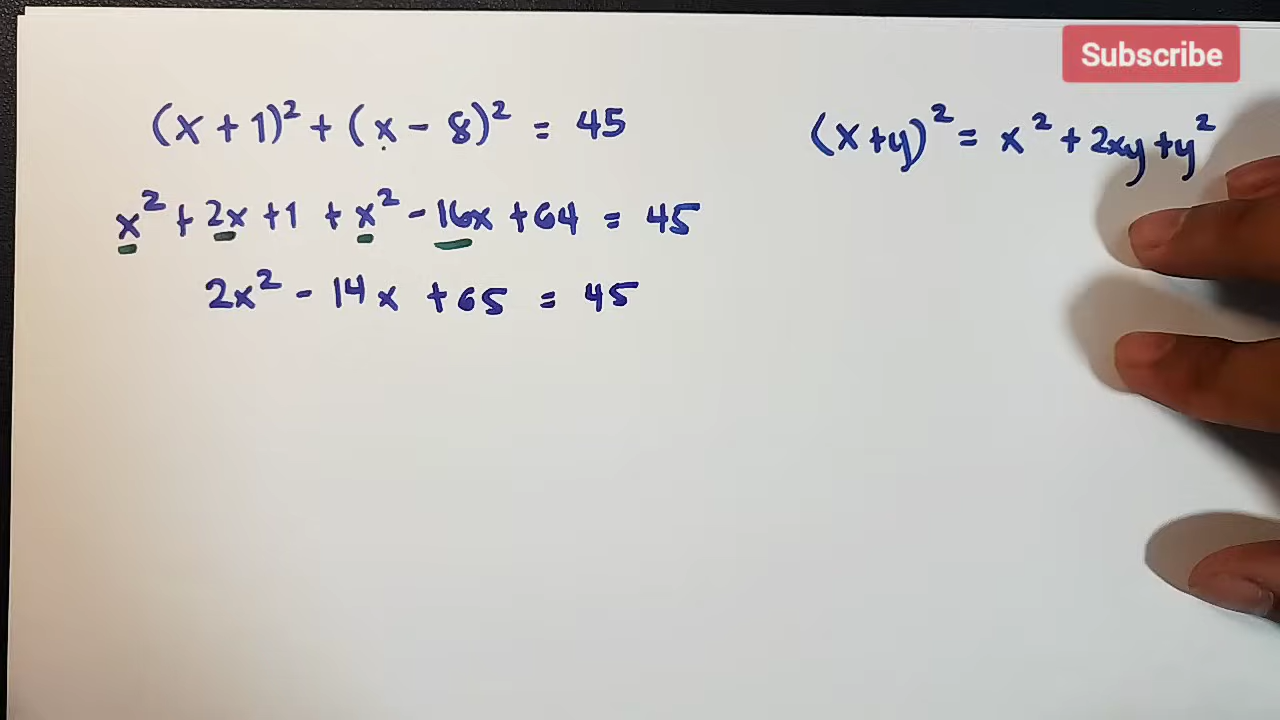 Subscribe
(x + 1)² + (x - 8)² = 45
(x+y)² = x² + 2xy + y²
x² + 2x + 1 + x² - 16x + 64 = 45
2x² - 14x + 65 = 45